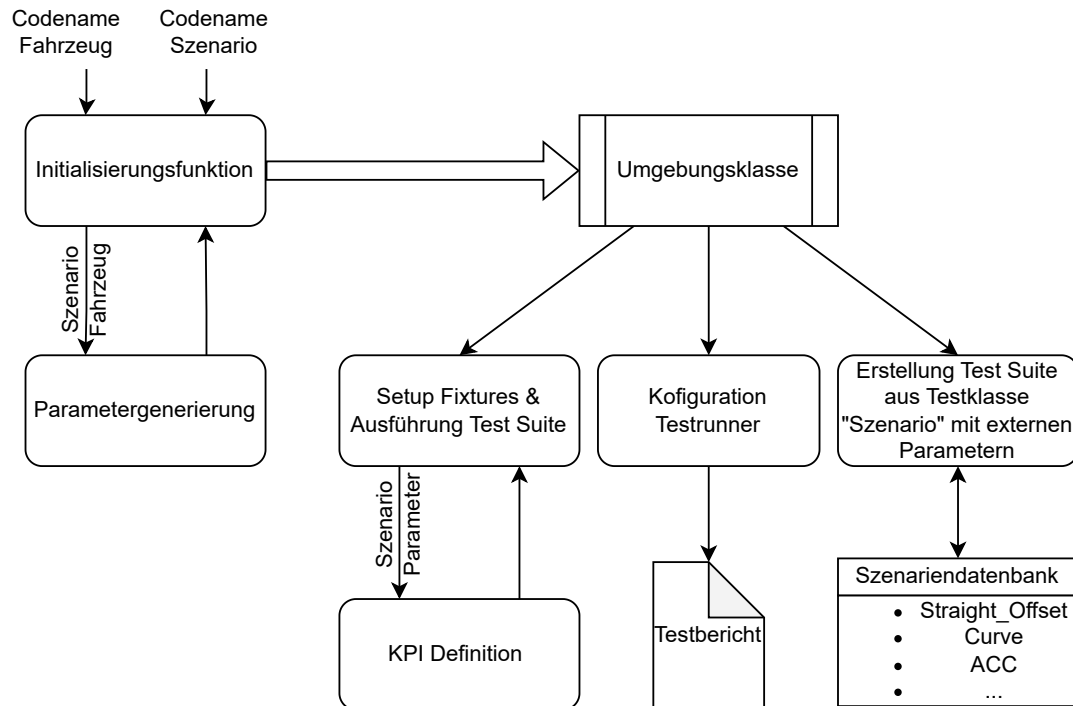 Codename
Fahrzeug
Codename
Szenario
Initialisierungsfunktion
Umgebungsklasse
Szenario
Fahrzeug
Parametergenerierung
Setup Fixtures &
Ausführung Test Suite
Kofiguration
Testrunner
Erstellung Test Suite
aus Testklasse
"Szenario" mit externen
Parametern
Szenario
Parameter
KPI Definition
Testbericht
Szenariendatenbank
• Straight_Offset
• Curve
• ACC
• ...